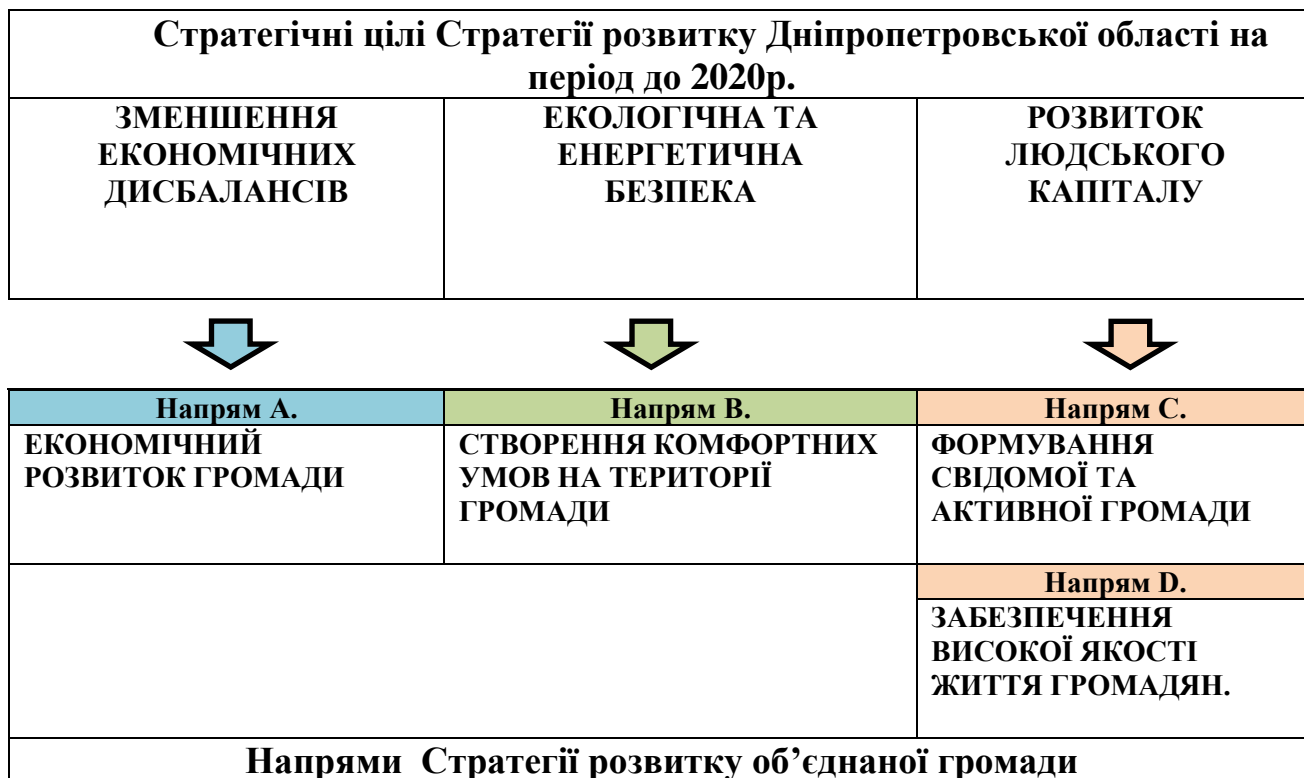 Стратегічні цілі Стратегії розвитку Дніпропетровської області на
період до 2020р.
ЗМЕНШЕННЯ
ЕКОНОМІЧНИХ
ДИСБАЛАНСІВ
ЕКОЛОГІЧНА ТА
ЕНЕРГЕТИЧНА
БЕЗПЕКА
РОЗВИТОК
ЛЮДСЬКОГО
КАПІТАЛУ
Напрям A.
ЕКОНОМІЧНИЙ
РОЗВИТОК ГРОМАДИ
Напрям B.
СТВОРЕННЯ КОМФОРТНИХ
УМОВ НА ТЕРИТОРІЇ
ГРОМАДИ
Напрям C.
ФОРМУВАННЯ
СВІДОМОЇ ТА
АКТИВНОЇ ГРОМАДИ
Напрям D.
ЗАБЕЗПЕЧЕННЯ
ВИСОКОЇ ЯКОСТІ
ЖИТТЯ ГРОМАДЯН.
Напрями Стратегії розвитку об’єднаної громади